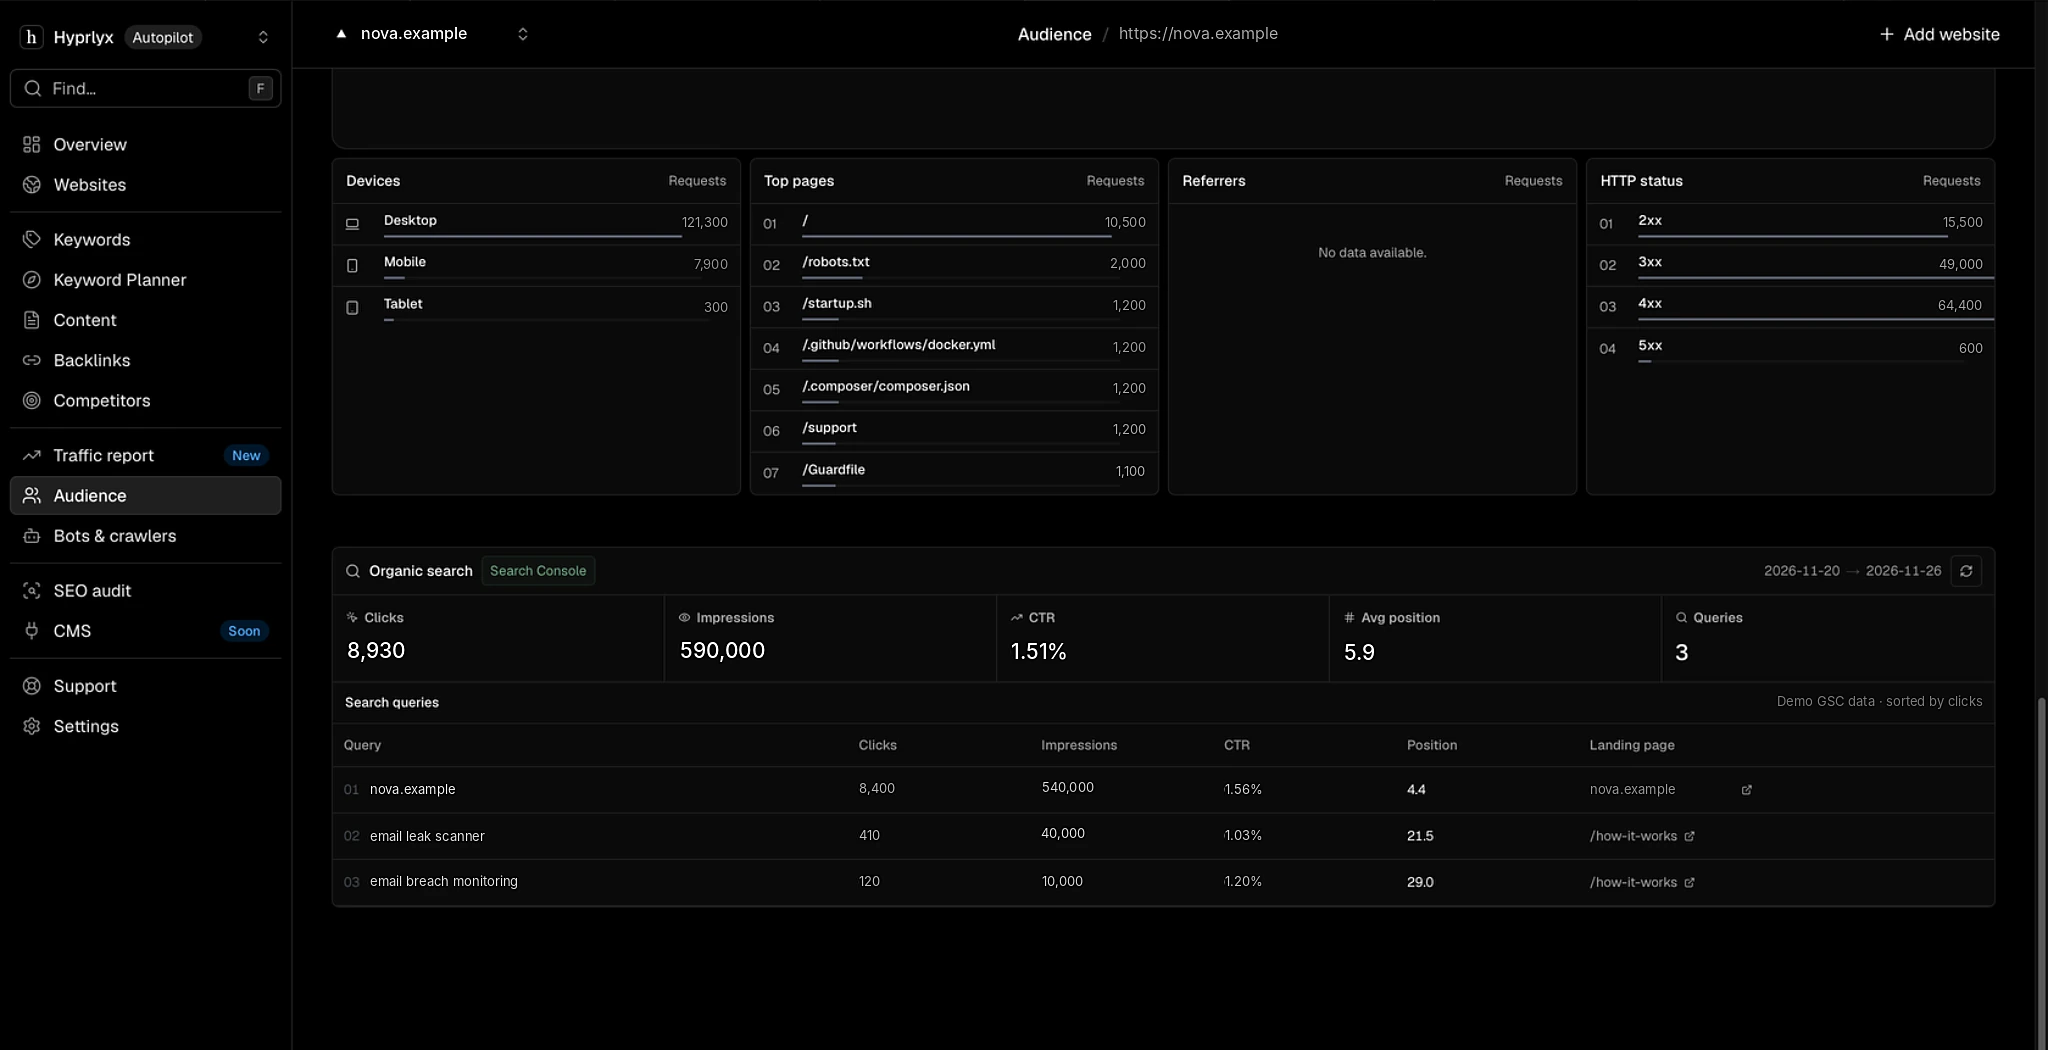 h Hyprlyx Autopilot
Find... F
Overview
Websites
Keywords
Keyword Planner
Content
Backlinks
Competitors
Traffic report New
Audience
Bots & crawlers
SEO audit
CMS Soon
Support
Settings
nova.example
Audience / https://nova.example
+ Add website
Devices Requests
Desktop 121,300
Mobile 7,900
Tablet 300
Top pages Requests
01 / 10,500
02 /robots.txt 2,000
03 /startup.sh 1,200
04 /.github/workflows/docker.yml 1,200
05 /.composer/composer.json 1,200
06 /support 1,200
07 /Guardfile 1,100
Referrers Requests
No data available.
HTTP status Requests
01 2xx 15,500
02 3xx 49,000
03 4xx 64,400
04 5xx 600
Organic search Search Console 2026-11-20 → 2026-11-26
Clicks
8,930
Impressions
590,000
CTR
1.51%
# Avg position
5.9
Queries
3
Search queries Demo GSC data · sorted by clicks
Query Clicks Impressions CTR Position Landing page
01 nova.example 8,400 540,000 1.56% 4.4 nova.example
02 email leak scanner 410 40,000 1.03% 21.5 /how-it-works
03 email breach monitoring 120 10,000 1.20% 29.0 /how-it-works